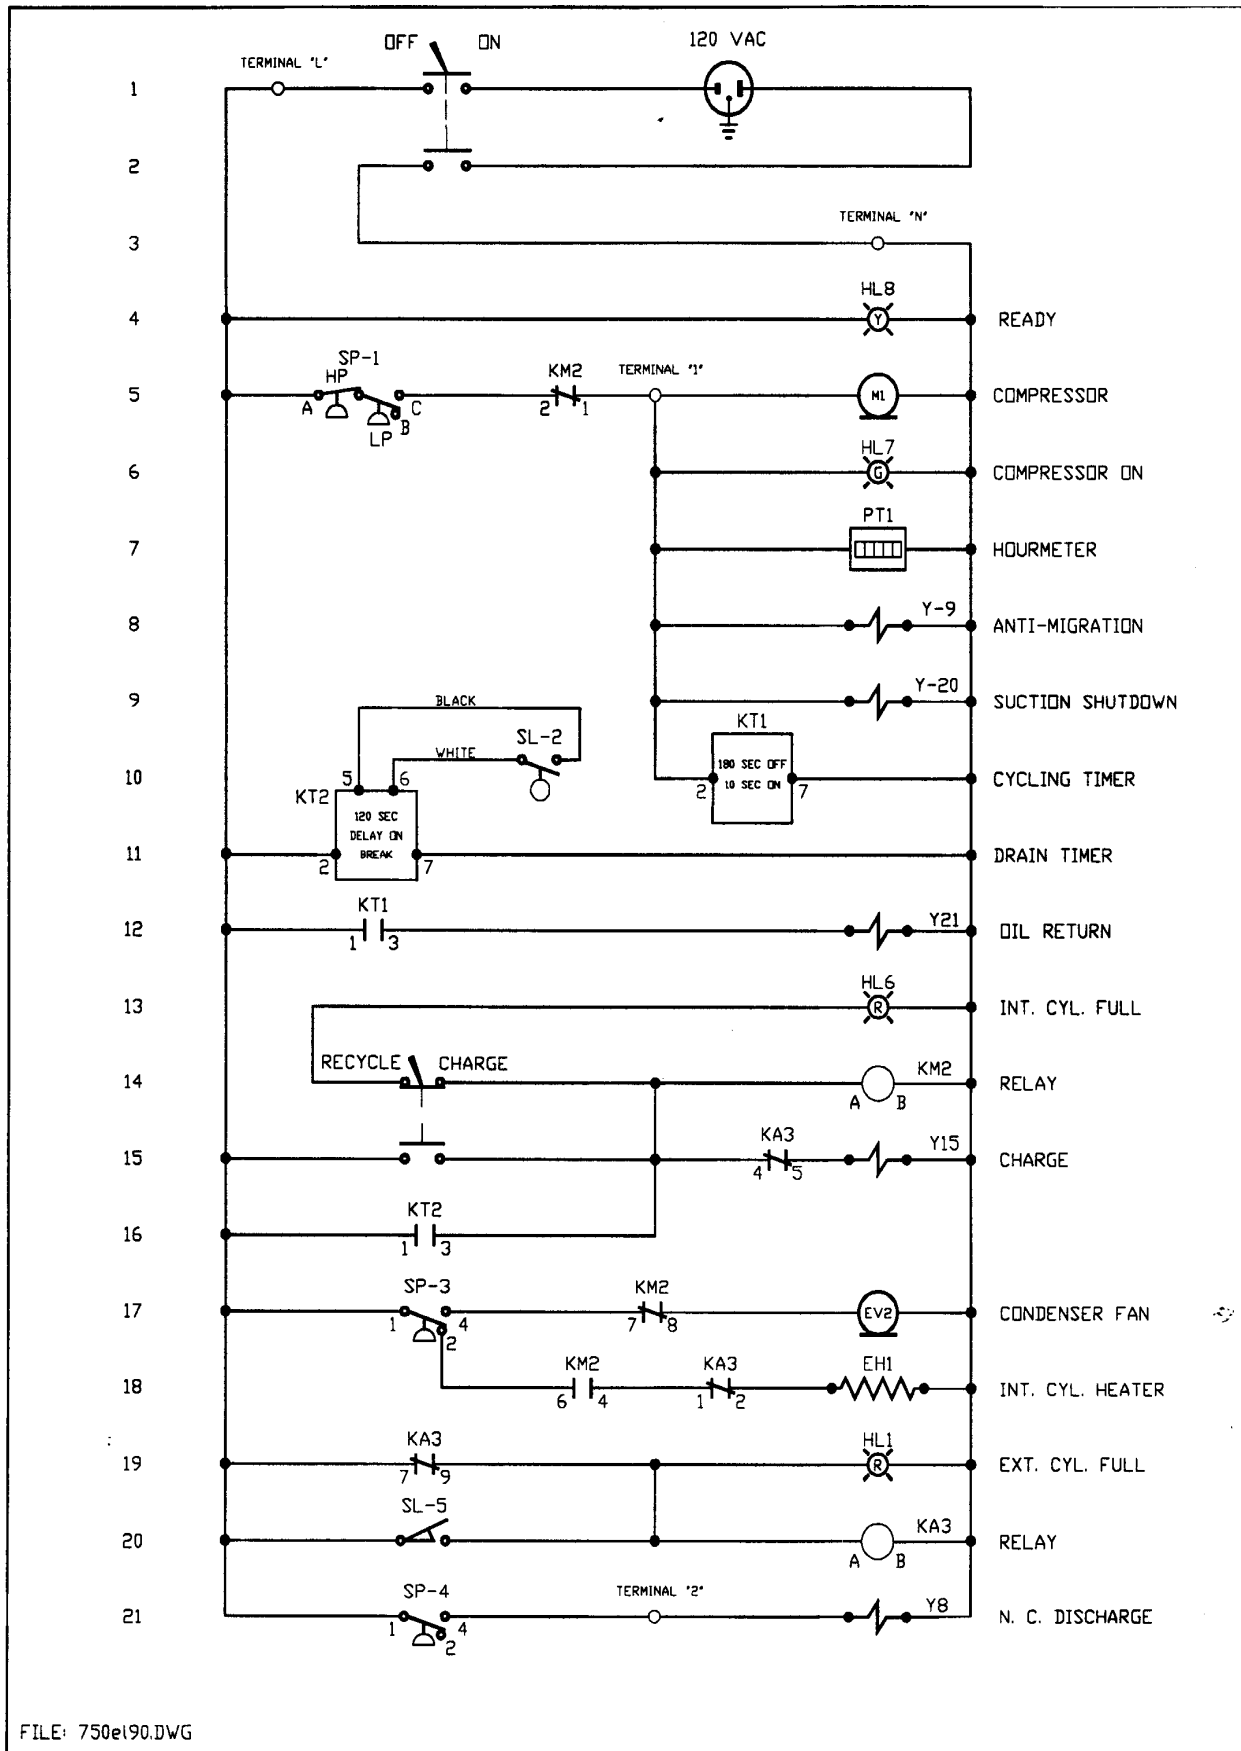 OFF ON 120 VAC
TERMINAL "L"
1
2
TERMINAL "N"
3
HL8
4 Y READY
SP-1
HP KM2 TERMINAL "1"
5 A C 2 1 M1 COMPRESSOR
B
LP
HL7
6 G COMPRESSOR ON
PT1
7 HOURMETER
8 Y-9 ANTI-MIGRATION
9 Y-20 SUCTION SHUTDOWN
BLACK
KT1
SL-2
WHITE
180 SEC OFF
10 5 6 2 10 SEC ON 7 CYCLING TIMER
KT2
120 SEC
DELAY ON
BREAK
11 2 7 DRAIN TIMER
KT1
12 1 3 Y21 OIL RETURN
HL6
13 R INT. CYL. FULL
RECYCLE CHARGE
14 A B KM2 RELAY
KA3
15 4 5 Y15 CHARGE
KT2
16 1 3
SP-3 KM2
17 1 4 7 8 EV2 CONDENSER FAN
2
KM2 KA3 EH1
18 6 4 1 2 INT. CYL. HEATER
KA3 HL1
19 7 9 R EXT. CYL. FULL
SL-5
20 A B KA3 RELAY
SP-4 TERMINAL "2"
21 1 4 Y8 N. C. DISCHARGE
2
FILE: 750el90.DWG